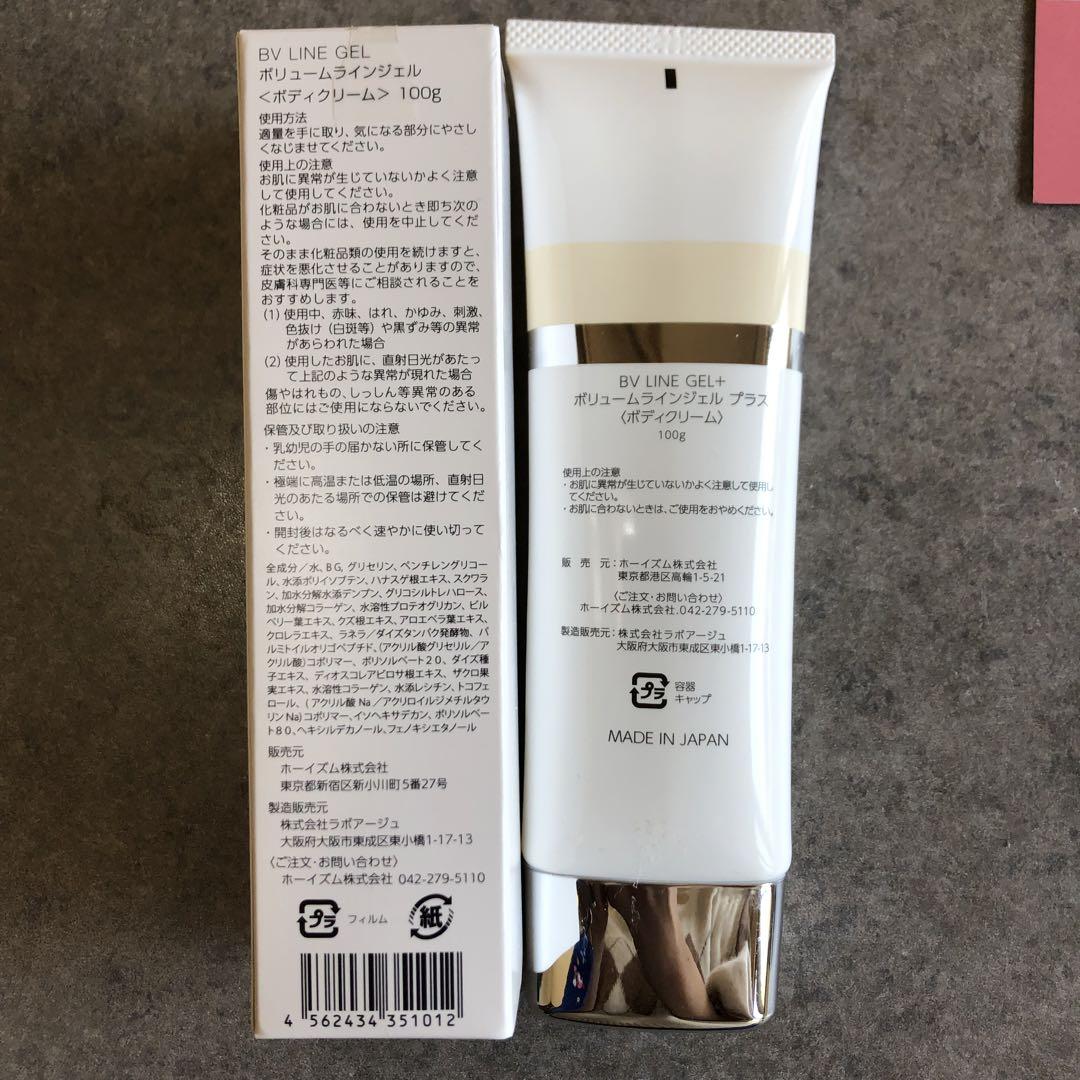 BV LINE GEL
ボリュームラインジェル
＜ボディクリーム＞ 100g
使用方法
適量を手に取り、気になる部分にやさし
くなじませてください。
使用上の注意
お肌に異常が生じていないかよく注意
して使用してください。
化粧品がお肌に合わないとき即ち次の
ような場合には、使用を中止してくだ
さい。
そのまま化粧品類の使用を続けますと、
症状を悪化させることがありますので、
皮膚科専門医等にご相談されることを
おすすめします。
(1) 使用中、赤味、はれ、かゆみ、刺激、
色抜け（白斑等）や黒ずみ等の異常
があらわれた場合
(2) 使用したお肌に、直射日光があたっ
て上記のような異常が現れた場合
傷やはれもの、しっしん等異常のある
部位にはご使用にならないでください。
保管及び取り扱いの注意
・乳幼児の手の届かない所に保管してく
ださい。
・極端に高温または低温の場所、直射日
光のあたる場所での保管は避けてくだ
さい。
・開封後はなるべく速やかに使い切って
ください。
全成分／水、BG、グリセリン、ペンチレングリコー
ル、水添ポリイソブテン、ハナスゲ根エキス、スクワラ
ン、加水分解水添デンプン、グリコシルトレハロース、
加水分解コラーゲン、水溶性プロテオグリカン、ビル
ベリー葉エキス、クズ根エキス、アロエベラ葉エキス、
クロレラエキス、ラネラ／ダイズタンパク発酵物、パ
ルミトイルオリゴペプチド、（アクリル酸グリセリル／ア
クリル酸）コポリマー、ポリソルベート２０、ダイズ種
子エキス、ディオスコレアビロサ根エキス、ザクロ果
実エキス、水溶性コラーゲン、水添レシチン、トコフェ
ロール、（アクリル酸Na／アクリロイルジメチルタウ
リンNa）コポリマー、イソヘキサデカン、ポリソルベー
ト80、ヘキシルデカノール、フェノキシエタノール
販売元
ホーイズム株式会社
東京都新宿区新小川町5番27号
製造販売元
株式会社ラボアージュ
大阪府大阪市東成区東小橋1-17-13
〈ご注文・お問い合わせ〉
ホーイズム株式会社 042-279-5110
プラ フィルム 紙
4 562434 351012
BV LINE GEL+
ボリュームラインジェル プラス
〈ボディクリーム〉
100g
使用上の注意
・お肌に異常が生じていないかよく注意して使用し
てください。
・お肌に合わないときは、ご使用をおやめください。
販 売 元：ホーイズム株式会社
東京都港区高輪1-5-21
〈ご注文・お問い合わせ〉
ホーイズム株式会社.042-279-5110
製造販売元：株式会社ラボアージュ
大阪府大阪市東成区東小橋1-17-13
プラ 容器
キャップ
MADE IN JAPAN